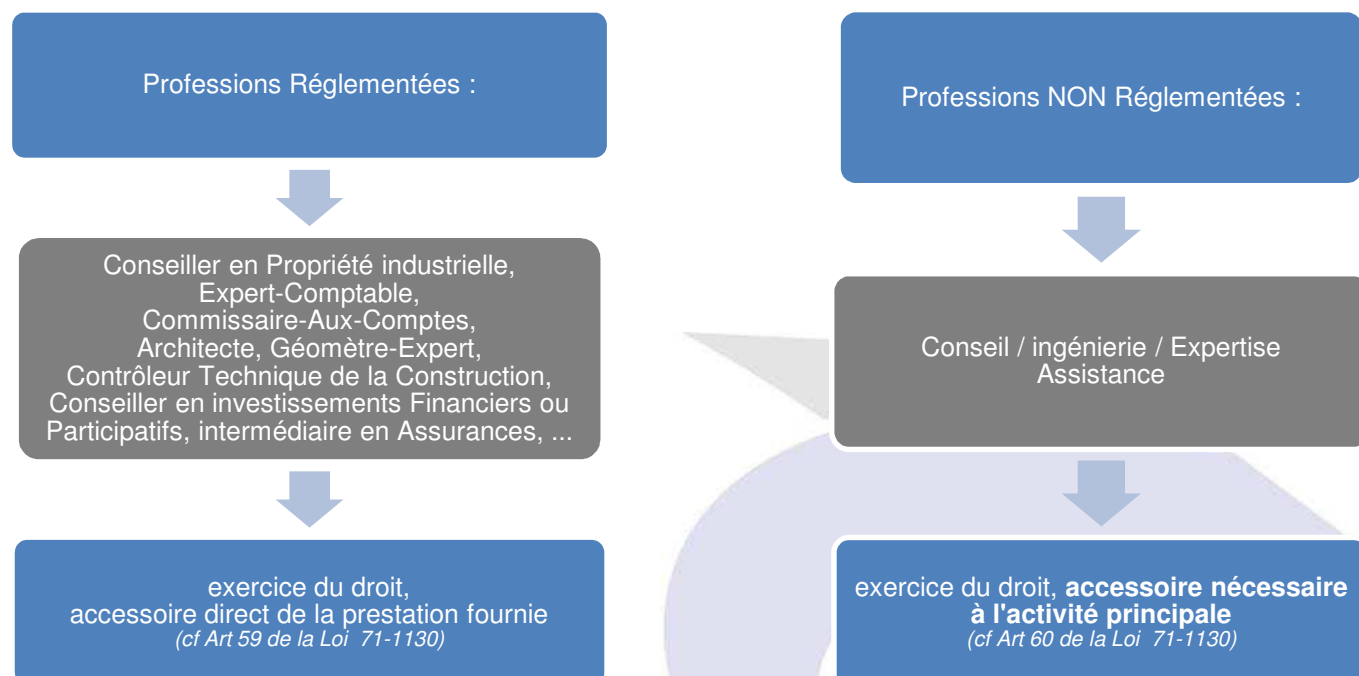 Professions Réglementées :
Conseiller en Propriété industrielle,
Expert-Comptable,
Commissaire-Aux-Comptes,
Architecte, Géomètre-Expert,
Contrôleur Technique de la Construction,
Conseiller en investissements Financiers ou
Participatifs, intermédiaire en Assurances, ...
exercice du droit,
accessoire direct de la prestation fournie
(cf Art 59 de la Loi 71-1130)
Professions NON Réglementées :
Conseil / ingénierie / Expertise
Assistance
exercice du droit, accessoire nécessaire
à l'activité principale
(cf Art 60 de la Loi 71-1130)